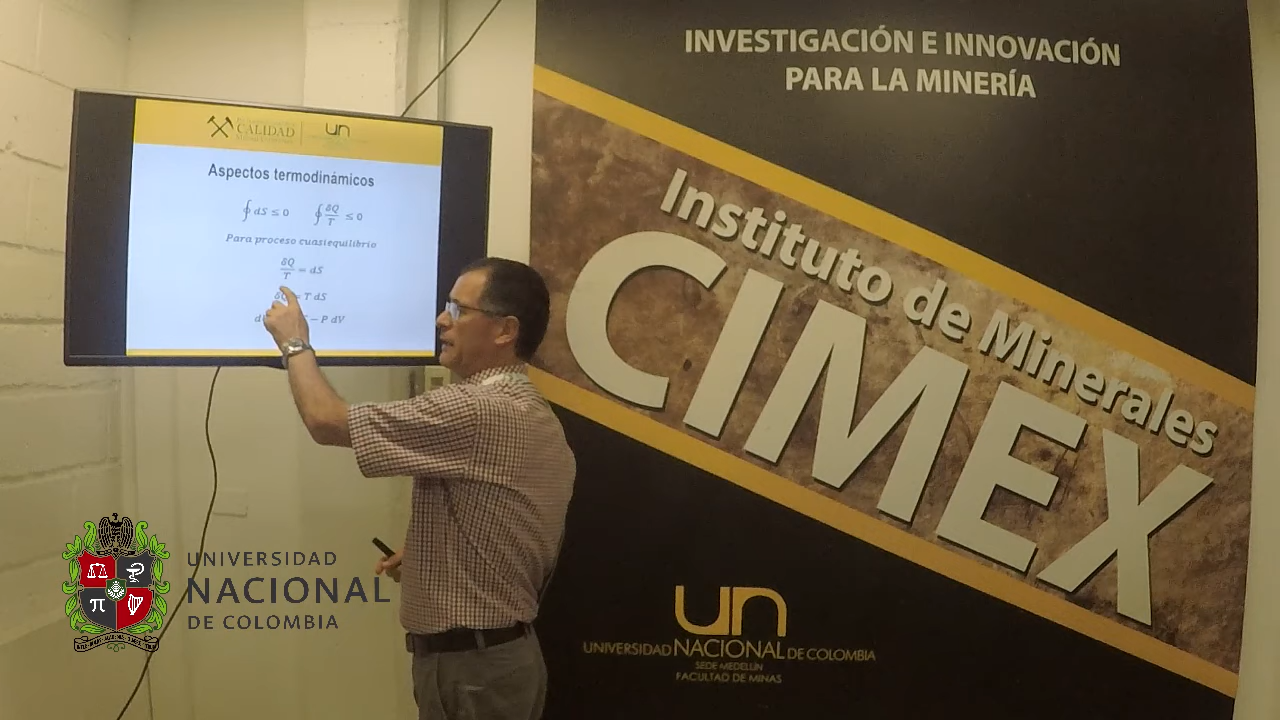 INVESTIGACIÓN E INNOVACIÓN
PARA LA MINERÍA
CALIDAD
un
Aspectos termodinámicos
∮ dS ≤ 0 ∮ δQ/T ≤ 0
Para proceso cuasiequilibrio
δQ/T = dS
= T dS
− P dV
Instituto de Minerales
CIMEX
UNIVERSIDAD
NACIONAL
DE COLOMBIA
un
UNIVERSIDAD NACIONAL DE COLOMBIA
SEDE MEDELLÍN
FACULTAD DE MINAS